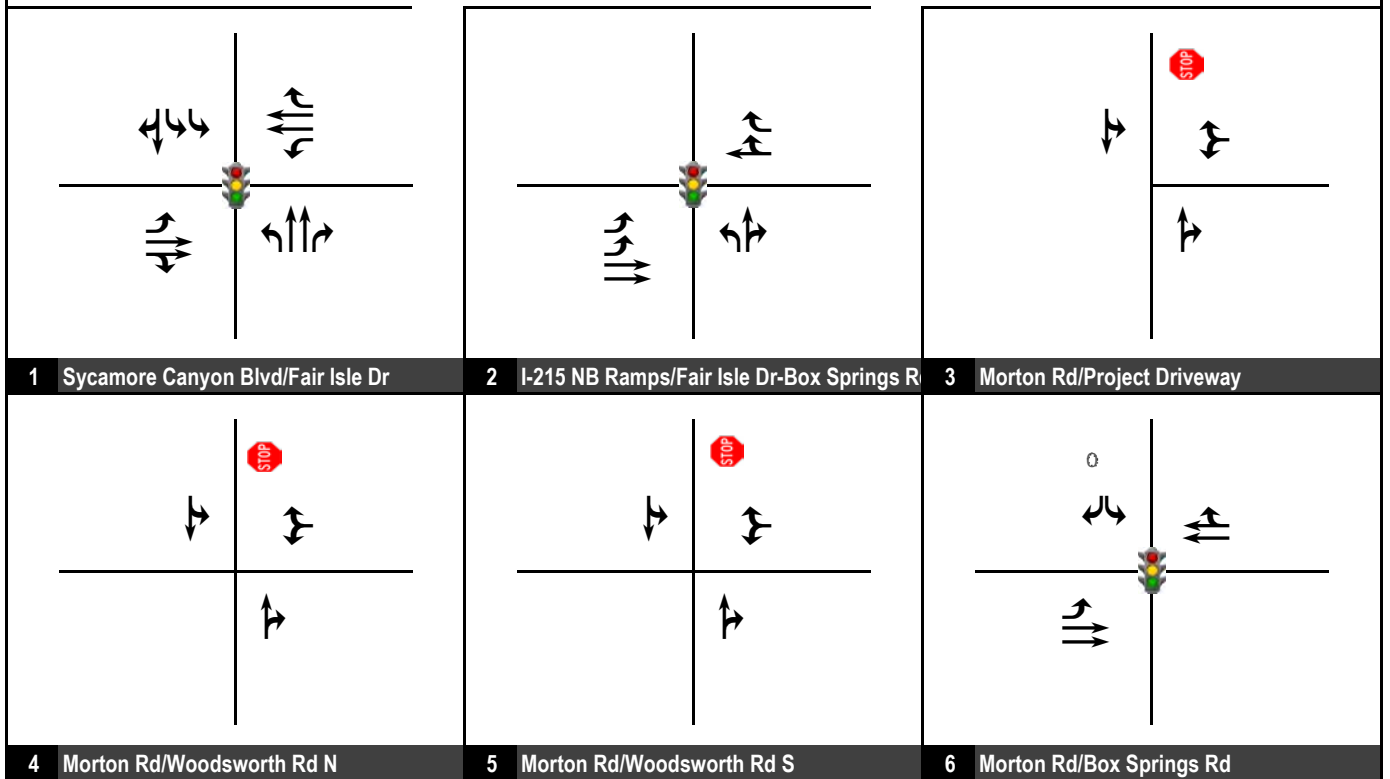 STOP
1 Sycamore Canyon Blvd/Fair Isle Dr
2 I-215 NB Ramps/Fair Isle Dr-Box Springs R
3 Morton Rd/Project Driveway
STOP
STOP
4 Morton Rd/Woodsworth Rd N
5 Morton Rd/Woodsworth Rd S
6 Morton Rd/Box Springs Rd